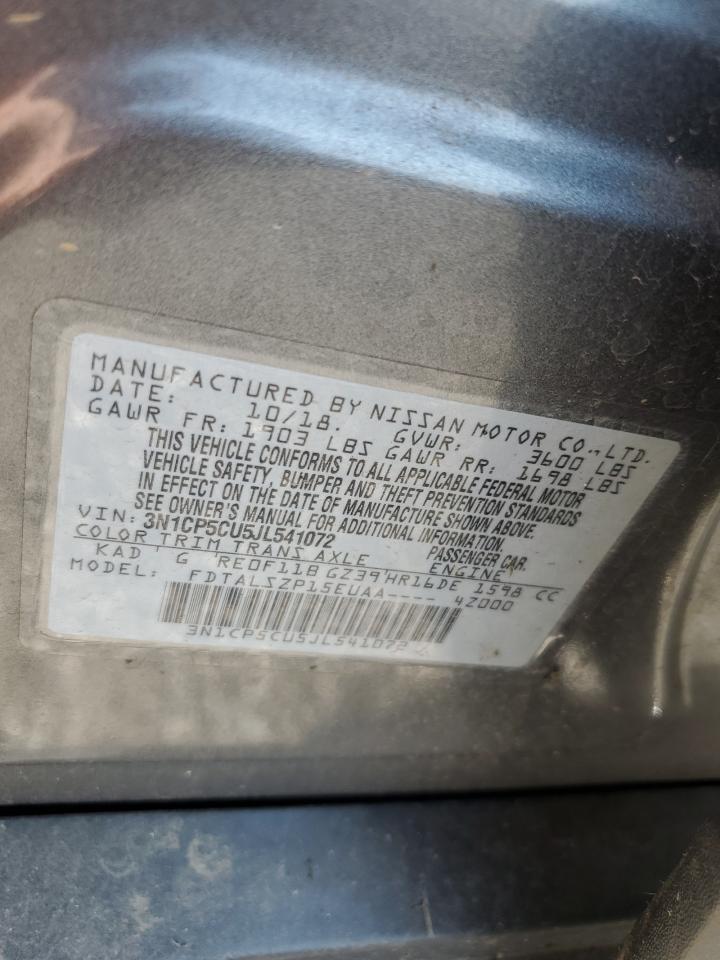 MANUFACTURED BY NISSAN MOTOR CO.,LTD.
DATE: 10/18. GVWR: 3600 LBS
GAWR FR: 1903 LBS GAWR RR: 1698 LBS
THIS VEHICLE CONFORMS TO ALL APPLICABLE FEDERAL MOTOR
VEHICLE SAFETY, BUMPER AND THEFT PREVENTION STANDARDS
IN EFFECT ON THE DATE OF MANUFACTURE SHOWN ABOVE.
SEE OWNER'S MANUAL FOR ADDITIONAL INFORMATION.
VIN: 3N1CP5CU5JL541072 PASSENGER CAR.
COLOR TRIM TRANS AXLE ENGINE
KAD G RE0F11B GZ39 HR16DE 1598 CC
MODEL: FDTALSZP15EUAA---- 42000
3N1CP5CU5JL541072